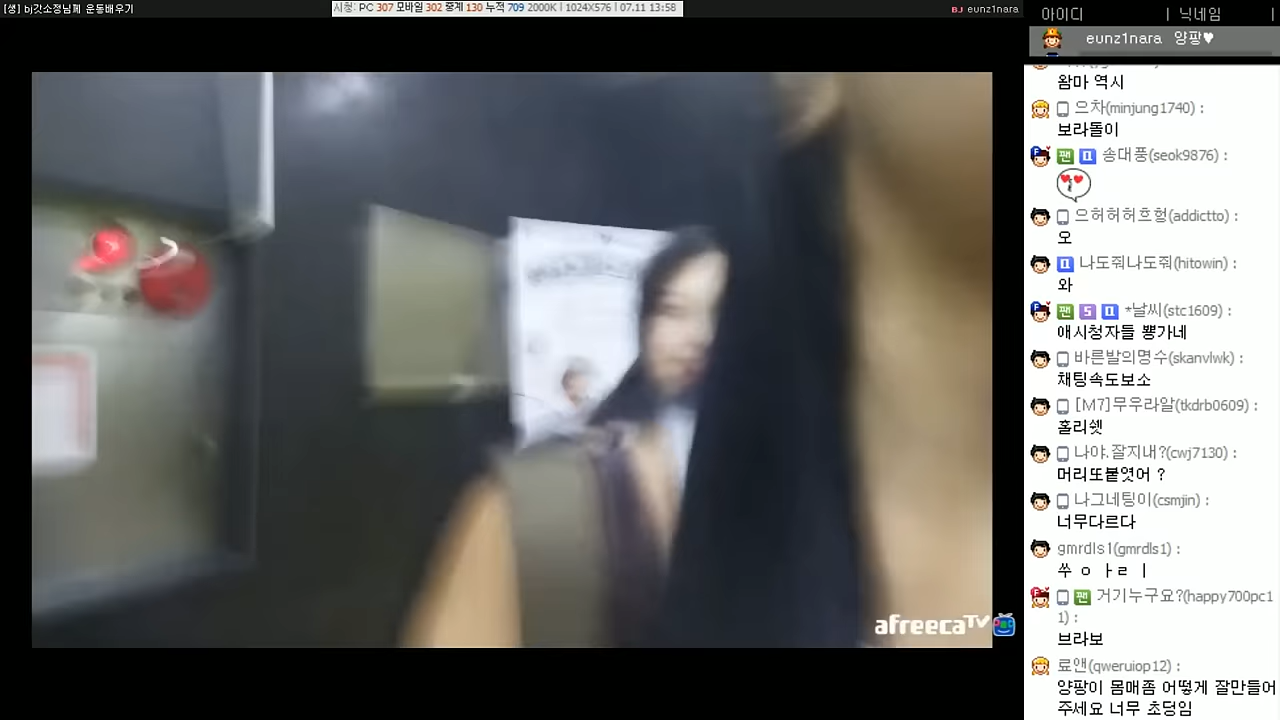 [생] bj갓소정님께 운동배우기
시청: PC 307 모바일 302 중계 130 누적 709 2000K | 1024X576 | 07.11 13:58
BJ eunz1nara
아이디 | 닉네임 |
eunz1nara 양팡♥
왐마 역시
으차(minjung1740) :
보라돌이
팬 송대풍(seok9876) :
으허허허흐헝(addictto) :
오
나도줘나도줘(hitowin) :
와
팬 S *날씨(stc1609) :
애시청자들 뿅가네
바른발의명수(skanvlwk) :
채팅속도보소
[M7]무우라알(tkdrb0609) :
홀리쉣
나야.잘지내?(cwj7130) :
머리또붙엿어 ?
나그네팅이(csmjin) :
너무다르다
gmrdls1(gmrdls1) :
쑤 ㅇ ㅏㄹ ㅣ
팬 거기누구요?(happy700pc1
1) :
브라보
료앤(qweruiop12) :
양팡이 몸매좀 어떻게 잘만들어
주세요 너무 초딩임
afreecaTV